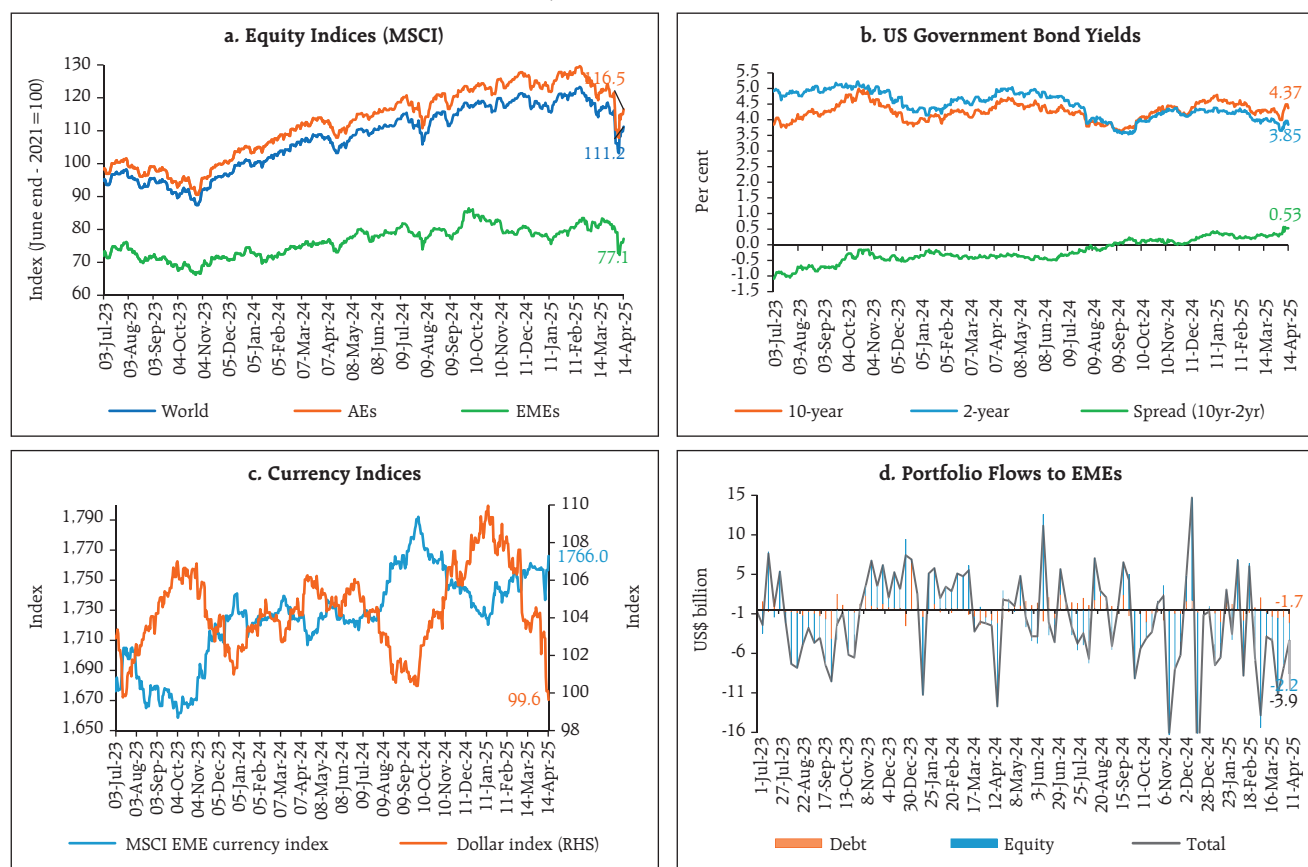 a. Equity Indices (MSCI)
Index (June end - 2021 =100)
130
120
110
100
90
80
70
60
116.5
111.2
77.1
03-Jul-23
03-Aug-23
03-Sep-23
04-Oct-23
04-Nov-23
05-Dec-23
05-Jan-24
05-Feb-24
07-Mar-24
07-Apr-24
08-May-24
08-Jun-24
09-Jul-24
09-Aug-24
09-Sep-24
10-Oct-24
10-Nov-24
11-Dec-24
11-Jan-25
11-Feb-25
14-Mar-25
14-Apr-25
World
AEs
EMEs
b. US Government Bond Yields
Per cent
5.5
5.0
4.5
4.0
3.5
3.0
2.5
2.0
1.5
1.0
0.5
0.0
-0.5
-1.0
-1.5
4.37
3.85
0.53
03-Jul-23
03-Aug-23
03-Sep-23
04-Oct-23
04-Nov-23
05-Dec-23
05-Jan-24
05-Feb-24
07-Mar-24
07-Apr-24
08-May-24
08-Jun-24
09-Jul-24
09-Aug-24
09-Sep-24
10-Oct-24
10-Nov-24
11-Dec-24
11-Jan-25
11-Feb-25
14-Mar-25
14-Apr-25
10-year
2-year
Spread (10yr-2yr)
c. Currency Indices
Index
1,790
1,770
1,750
1,730
1,710
1,690
1,670
1,650
110
108
106
104
102
100
98
Index
1766.0
99.6
03-Jul-23
03-Aug-23
03-Sep-23
04-Oct-23
04-Nov-23
05-Dec-23
05-Jan-24
05-Feb-24
07-Mar-24
07-Apr-24
08-May-24
08-Jun-24
09-Jul-24
09-Aug-24
09-Sep-24
10-Oct-24
10-Nov-24
11-Dec-24
11-Jan-25
11-Feb-25
14-Mar-25
14-Apr-25
MSCI EME currency index
Dollar index (RHS)
d. Portfolio Flows to EMEs
US$ billion
15
10
5
-1
-6
-11
-16
-1.7
-2.2
-3.9
1-Jul-23
27-Jul-23
22-Aug-23
17-Sep-23
13-Oct-23
8-Nov-23
4-Dec-23
30-Dec-23
25-Jan-24
20-Feb-24
17-Mar-24
12-Apr-24
8-May-24
3-Jun-24
29-Jun-24
25-Jul-24
20-Aug-24
15-Sep-24
11-Oct-24
6-Nov-24
2-Dec-24
28-Dec-24
23-Jan-25
18-Feb-25
16-Mar-25
11-Apr-25
Debt
Equity
Total